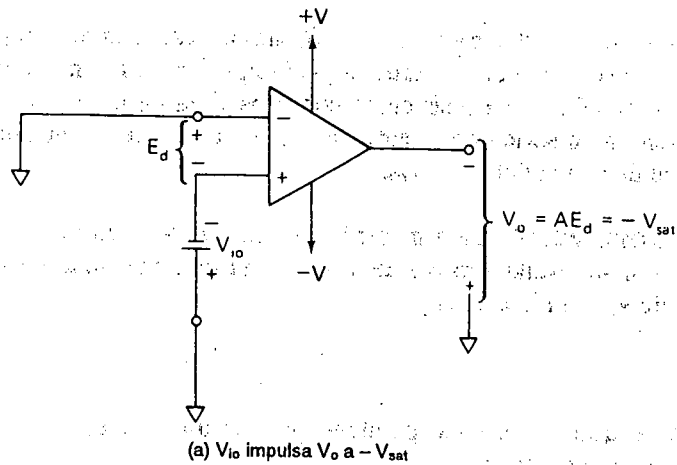 +V
−
+
E_d
−
+
−
V_io
+
−V
−
V_o = AE_d = − V_sat
+
(a) V_io impulsa V_o a – V_sat